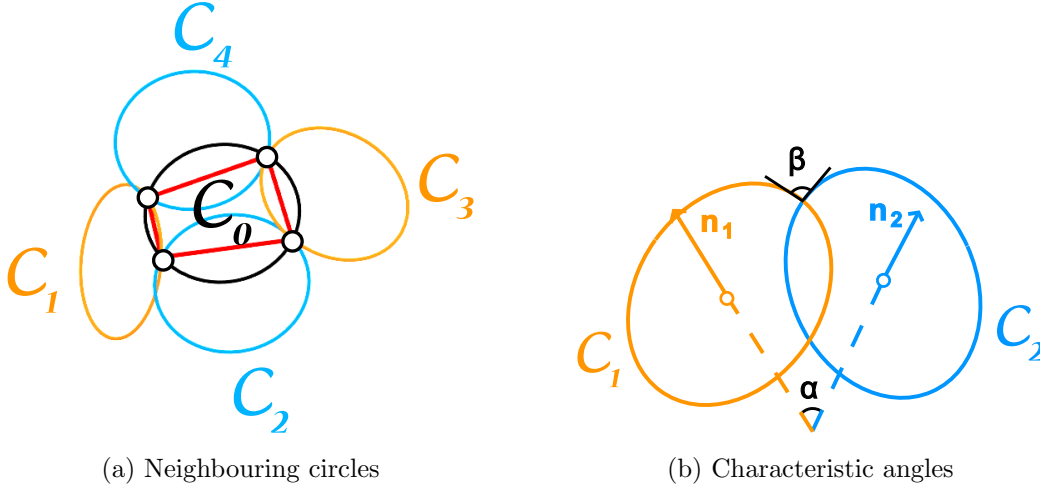 C₄
C₀
C₃
C₁
C₂
β
n₁
n₂
C₁
C₂
α
(a) Neighbouring circles
(b) Characteristic angles